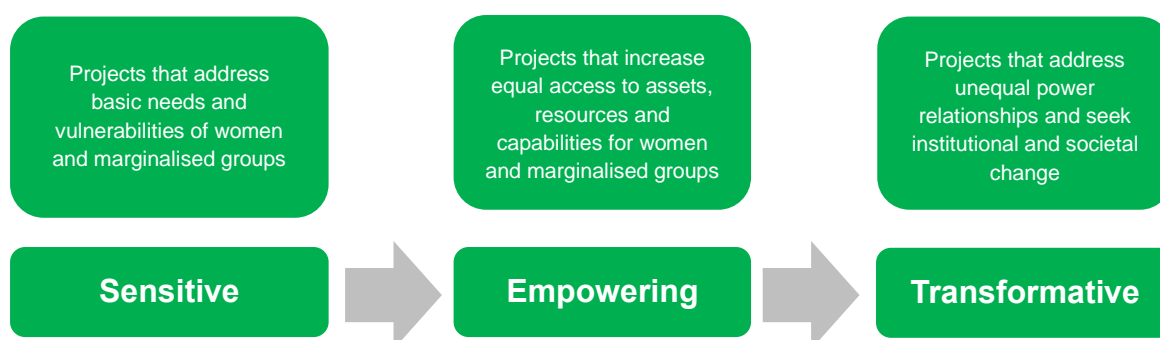 Projects that address
basic needs and
vulnerabilities of women
and marginalised groups
Projects that increase
equal access to assets,
resources and
capabilities for women
and marginalised groups
Projects that address
unequal power
relationships and seek
institutional and societal
change
Sensitive
Empowering
Transformative